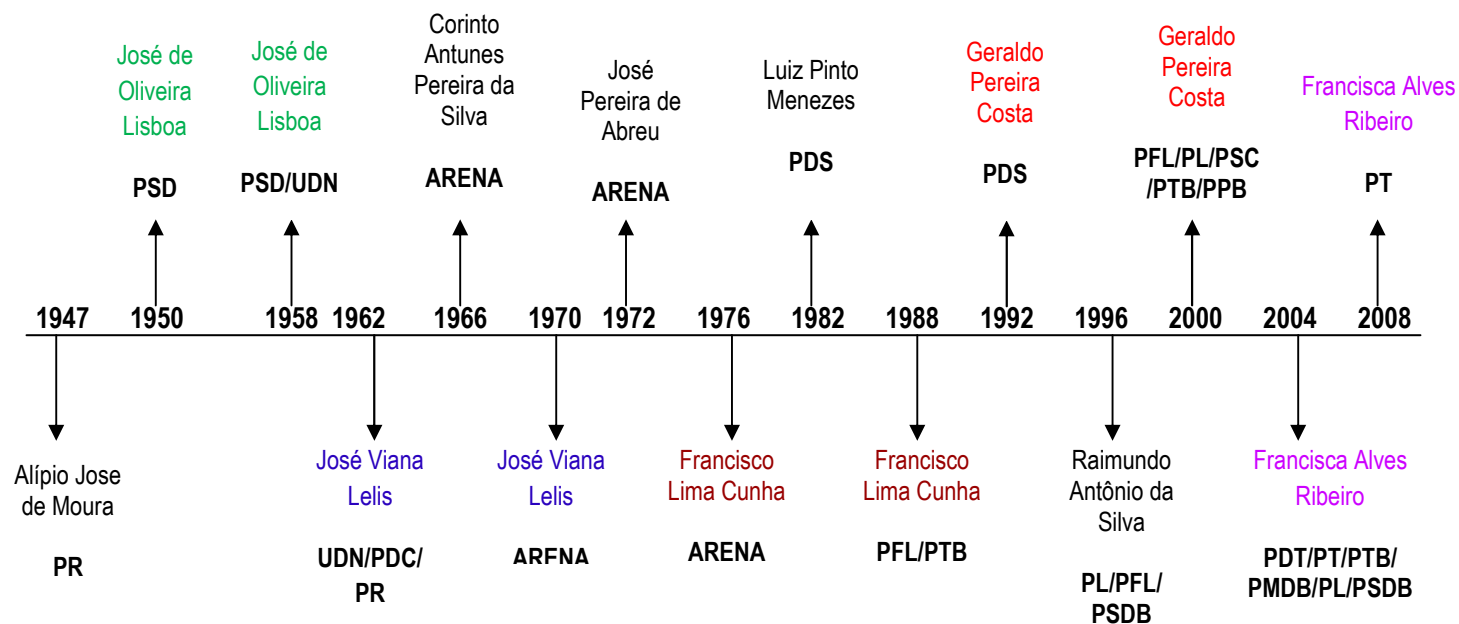 José de
Oliveira
Lisboa
PSD
José de
Oliveira
Lisboa
PSD/UDN
Corinto
Antunes
Pereira da
Silva
ARENA
José
Pereira de
Abreu
ARENA
Luiz Pinto
Menezes
PDS
Geraldo
Pereira
Costa
PDS
Geraldo
Pereira
Costa
PFL/PL/PSC
/PTB/PPB
Francisca Alves
Ribeiro
PT
1947 1950 1958 1962 1966 1970 1972 1976 1982 1988 1992 1996 2000 2004 2008
Alípio Jose
de Moura
PR
José Viana
Lelis
UDN/PDC/
PR
José Viana
Lelis
ARENA
Francisco
Lima Cunha
ARENA
Francisco
Lima Cunha
PFL/PTB
Raimundo
Antônio da
Silva
PL/PFL/
PSDB
Francisca Alves
Ribeiro
PDT/PT/PTB/
PMDB/PL/PSDB